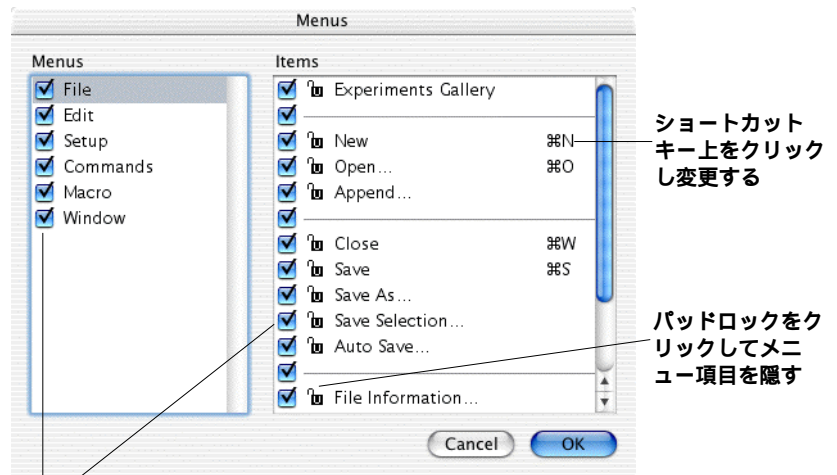 Menus
Menus
File
Edit
Setup
Commands
Macro
Window
Items
Experiments Gallery
New ⌘N
Open... ⌘O
Append...
Close ⌘W
Save ⌘S
Save As...
Save Selection...
Auto Save...
File Information...
Cancel
OK
ショートカット
キー上をクリック
し変更する
パッドロックをク
リックしてメニ
ュー項目を隠す